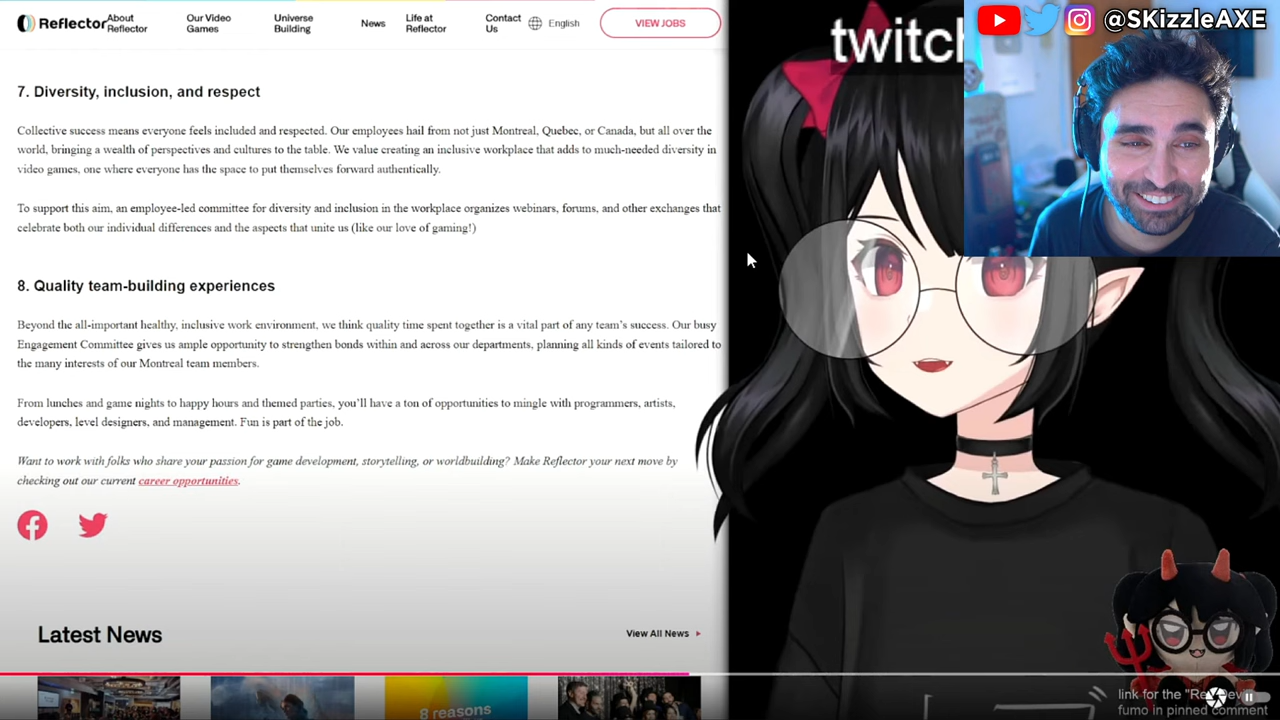 Reflector
About
Reflector
Our Video
Games
Universe
Building
News
Life at
Reflector
Contact
Us
English
VIEW JOBS
7. Diversity, inclusion, and respect
Collective success means everyone feels included and respected. Our employees hail from not just Montreal, Quebec, or Canada, but all over the
world, bringing a wealth of perspectives and cultures to the table. We value creating an inclusive workplace that adds to much-needed diversity in
video games, one where everyone has the space to put themselves forward authentically.
To support this aim, an employee-led committee for diversity and inclusion in the workplace organizes webinars, forums, and other exchanges that
celebrate both our individual differences and the aspects that unite us (like our love of gaming!)
8. Quality team-building experiences
Beyond the all-important healthy, inclusive work environment, we think quality time spent together is a vital part of any team's success. Our busy
Engagement Committee gives us ample opportunity to strengthen bonds within and across our departments, planning all kinds of events tailored to
the many interests of our Montreal team members.
From lunches and game nights to happy hours and themed parties, you'll have a ton of opportunities to mingle with programmers, artists,
developers, level designers, and management. Fun is part of the job.
Want to work with folks who share your passion for game development, storytelling, or worldbuilding? Make Reflector your next move by
checking out our current career opportunities.
Latest News
View All News
8 reasons
twitch
@SKizzleAXE
link for the "Re
fumo in pinned comment